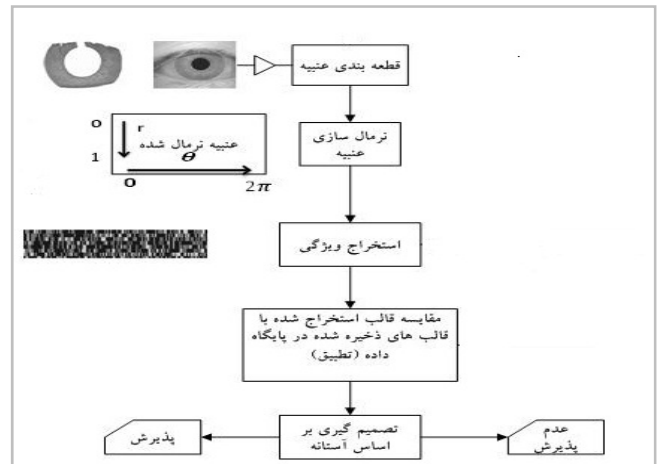 قطعه بندی عنبیه
0
r
عنبیه نرمال شده
1
θ
0
2π
نرمال سازی
عنبیه
استخراج ویژگی
مقایسه قالب استخراج شده با
قالب های ذخیره شده در پایگاه
داده (تطبیق)
تصمیم گیری بر
اساس آستانه
پذیرش
عدم
پذیرش